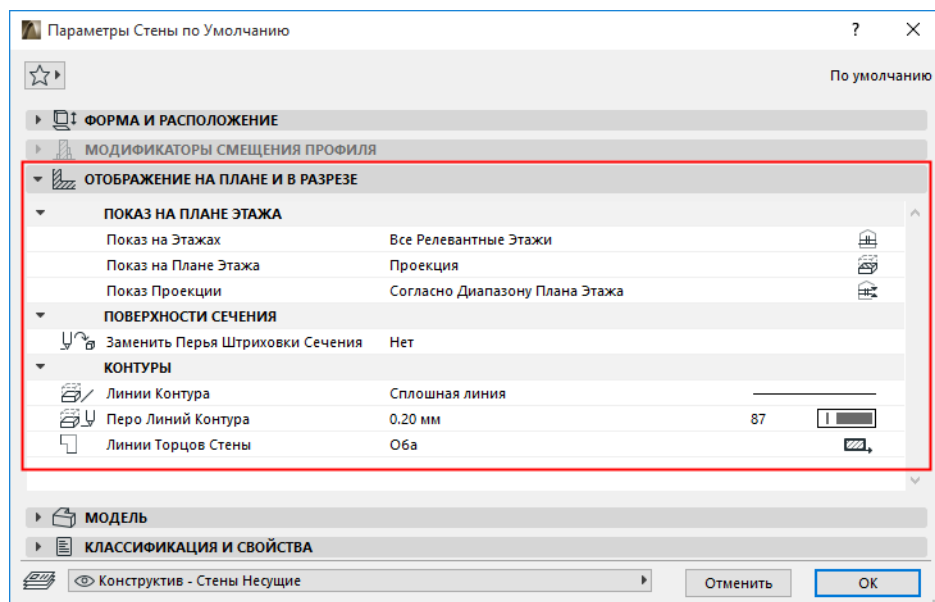 Параметры Стены по Умолчанию ?
По умолчанию
ФОРМА И РАСПОЛОЖЕНИЕ
МОДИФИКАТОРЫ СМЕЩЕНИЯ ПРОФИЛЯ
ОТОБРАЖЕНИЕ НА ПЛАНЕ И В РАЗРЕЗЕ
ПОКАЗ НА ПЛАНЕ ЭТАЖА
Показ на Этажах Все Релевантные Этажи
Показ на Плане Этажа Проекция
Показ Проекции Согласно Диапазону Плана Этажа
ПОВЕРХНОСТИ СЕЧЕНИЯ
Заменить Перья Штриховки Сечения Нет
КОНТУРЫ
Линии Контура Сплошная линия
Перо Линий Контура 0.20 мм 87
Линии Торцов Стены Оба
МОДЕЛЬ
КЛАССИФИКАЦИЯ И СВОЙСТВА
Конструктив - Стены Несущие Отменить OK